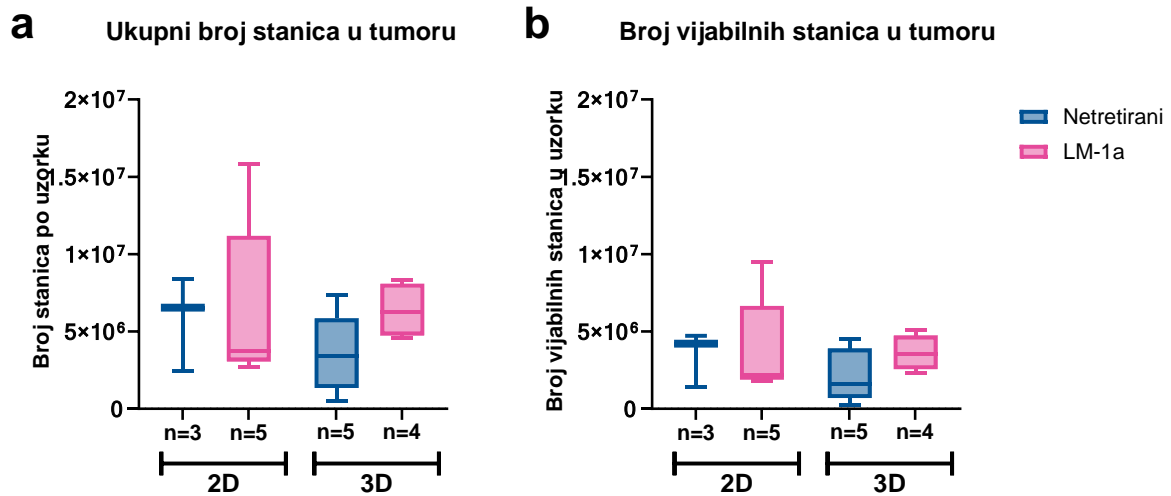 a
Ukupni broj stanica u tumoru
Broj stanica po uzorku
2×10⁷
1.5×10⁷
1×10⁷
5×10⁶
0
n=3 n=5 n=5 n=4
2D 3D
b
Broj vijabilnih stanica u tumoru
Broj vijabilnih stanica u uzorku
2×10⁷
1.5×10⁷
1×10⁷
5×10⁶
0
n=3 n=5 n=5 n=4
2D 3D
Netretirani
LM-1a